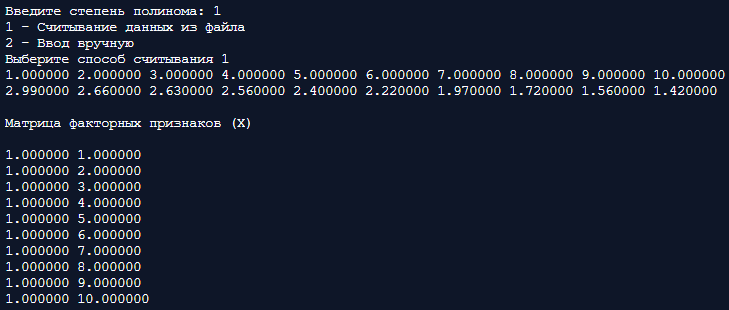 Введите степень полинома: 1
1 - Считывание данных из файла
2 - Ввод вручную
Выберите способ считывания 1
1.000000 2.000000 3.000000 4.000000 5.000000 6.000000 7.000000 8.000000 9.000000 10.000000
2.990000 2.660000 2.630000 2.560000 2.400000 2.220000 1.970000 1.720000 1.560000 1.420000
Матрица факторных признаков (X)
1.000000 1.000000
1.000000 2.000000
1.000000 3.000000
1.000000 4.000000
1.000000 5.000000
1.000000 6.000000
1.000000 7.000000
1.000000 8.000000
1.000000 9.000000
1.000000 10.000000